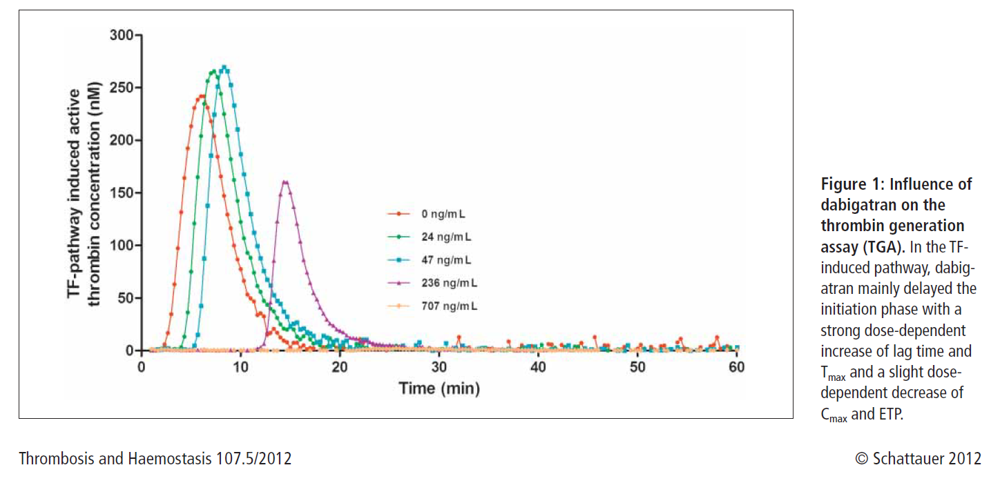 300
250
200
150
100
50
0
TF-pathway induced active
thrombin concentration (nM)
0 ng/mL
24 ng/mL
47 ng/mL
236 ng/mL
707 ng/mL
0 10 20 30 40 50 60
Time (min)
Figure 1: Influence of
dabigatran on the
thrombin generation
assay (TGA). In the TF-
induced pathway, dabig-
atran mainly delayed the
initiation phase with a
strong dose-dependent
increase of lag time and
Tmax and a slight dose-
dependent decrease of
Cmax and ETP.
Thrombosis and Haemostasis 107.5/2012
© Schattauer 2012